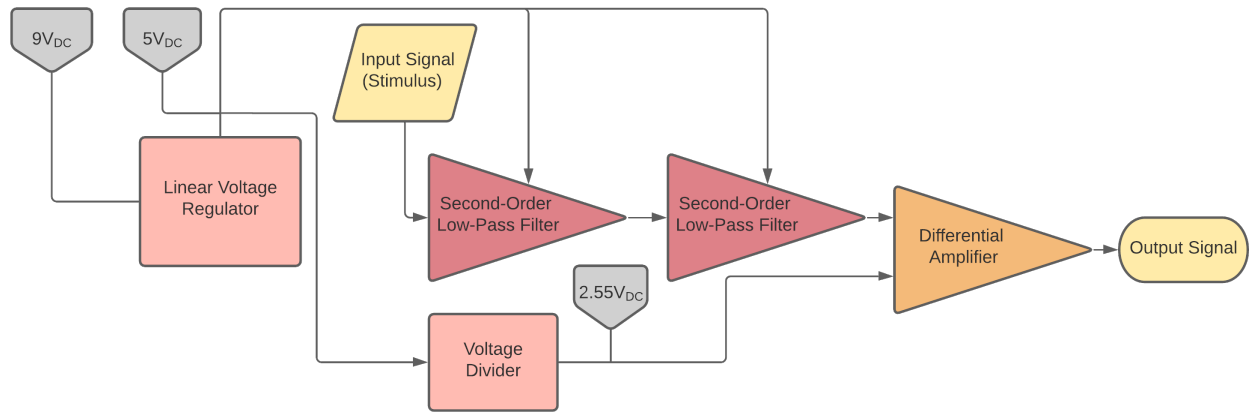 9VDC
5VDC
Input Signal
(Stimulus)
Linear Voltage
Regulator
Second-Order
Low-Pass Filter
Second-Order
Low-Pass Filter
Differential
Amplifier
Output Signal
2.55VDC
Voltage
Divider